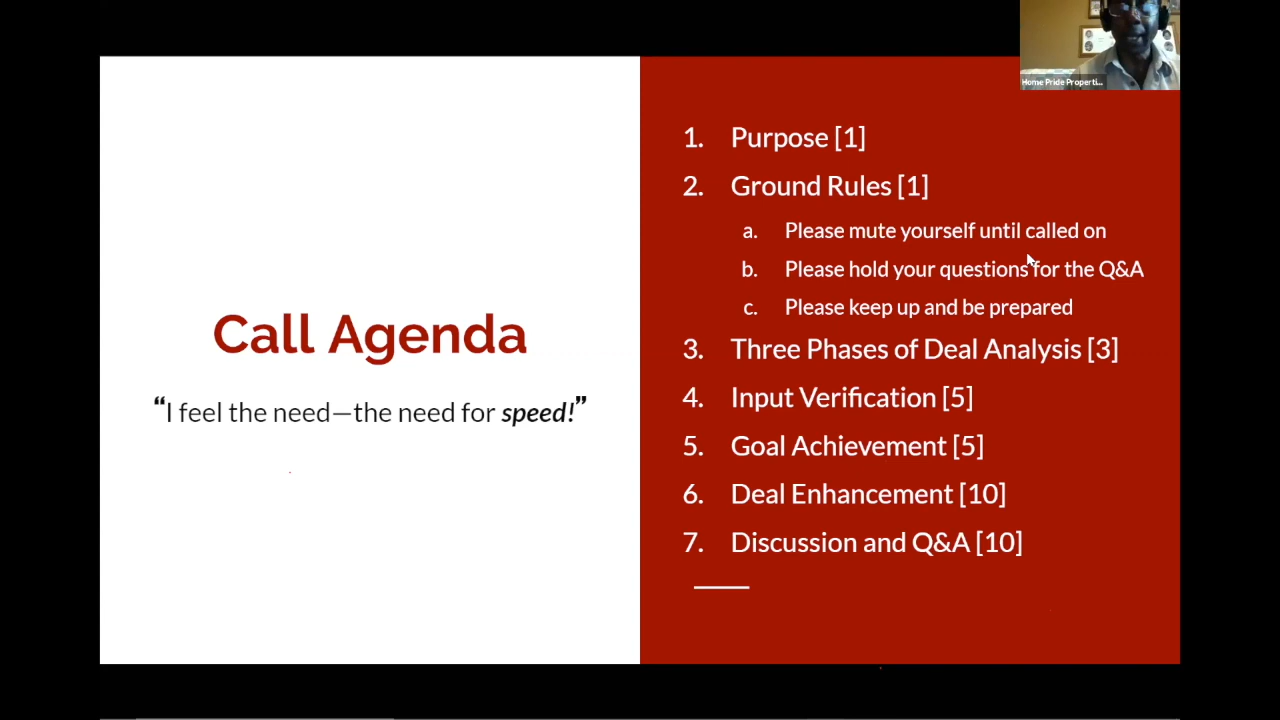 Home Pride Properti...
Call Agenda
“I feel the need—the need for speed!”
1. Purpose [1]
2. Ground Rules [1]
a. Please mute yourself until called on
b. Please hold your questions for the Q&A
c. Please keep up and be prepared
3. Three Phases of Deal Analysis [3]
4. Input Verification [5]
5. Goal Achievement [5]
6. Deal Enhancement [10]
7. Discussion and Q&A [10]